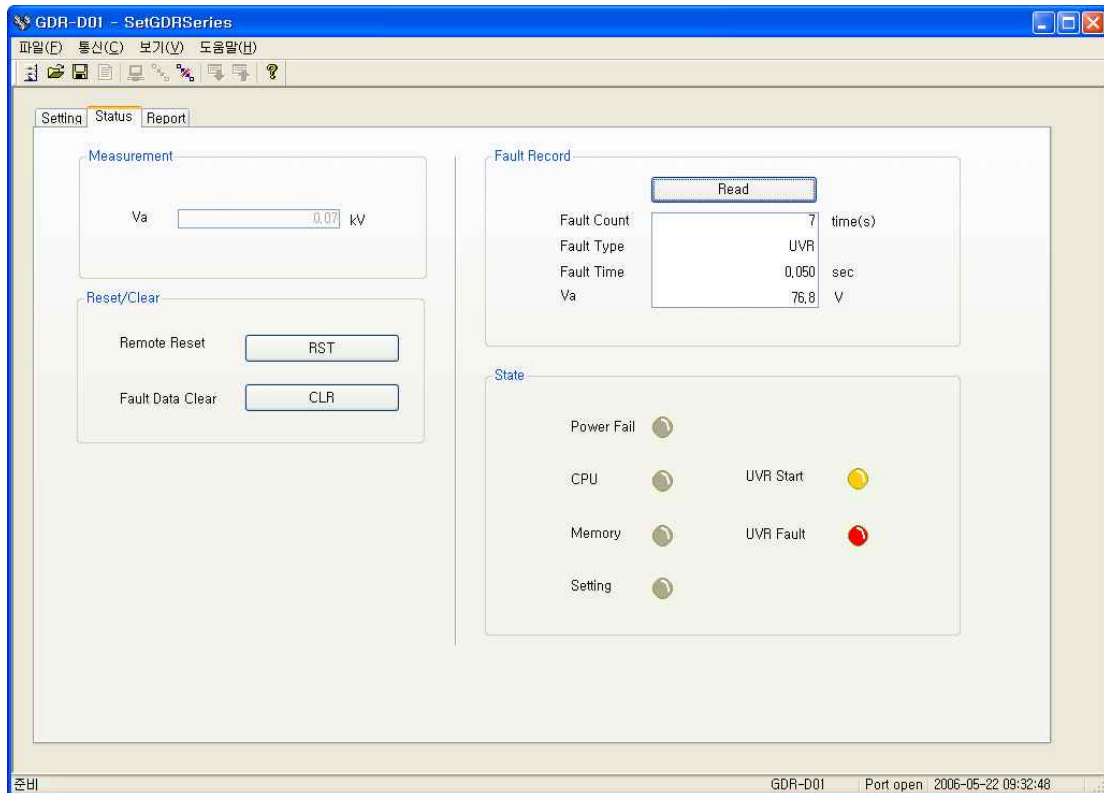 GDR-D01 - SetGDRSeries
파일(F) 통신(C) 보기(V) 도움말(H)
Setting Status Report
Measurement
Va 0.07 kV
Reset/Clear
Remote Reset RST
Fault Data Clear CLR
Fault Record
Read
Fault Count 7 time(s)
Fault Type UVR
Fault Time 0.050 sec
Va 76.8 V
State
Power Fail
CPU UVR Start
Memory UVR Fault
Setting
준비 GDR-D01 Port open 2006-05-22 09:32:48